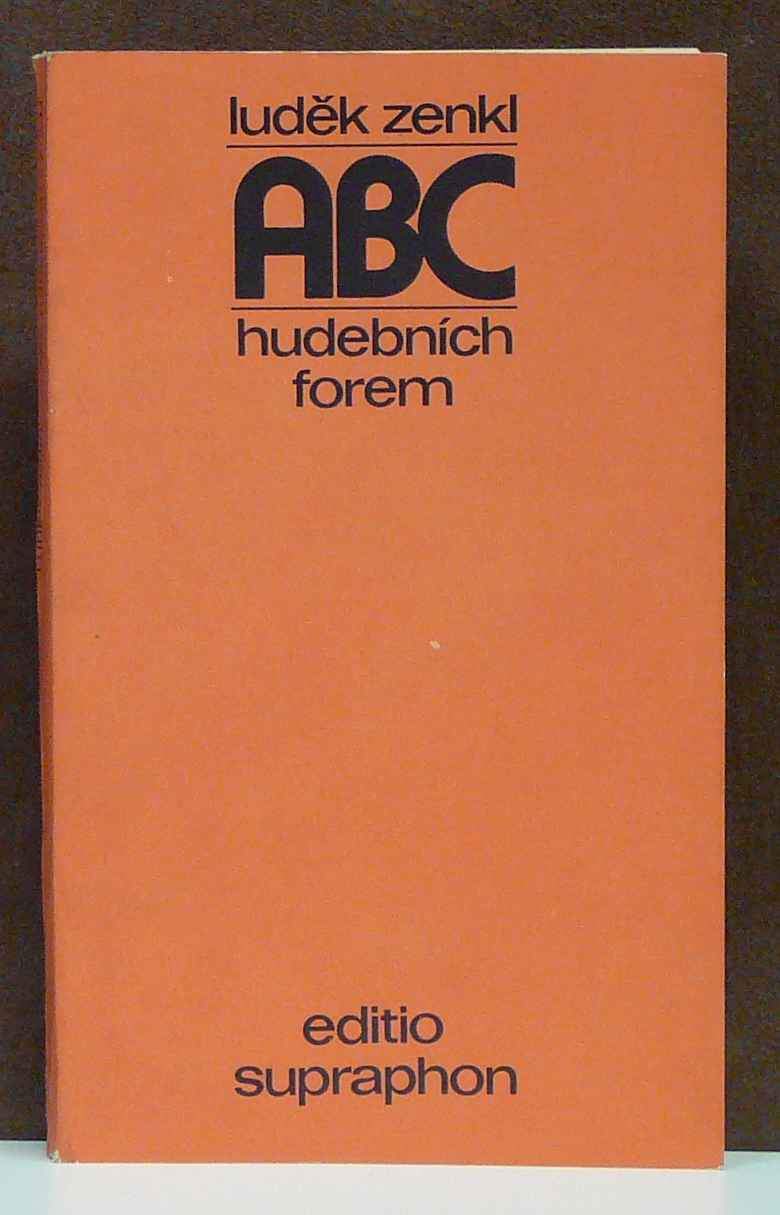 luděk zenkl
ABC
hudebních
forem
editio
supraphon